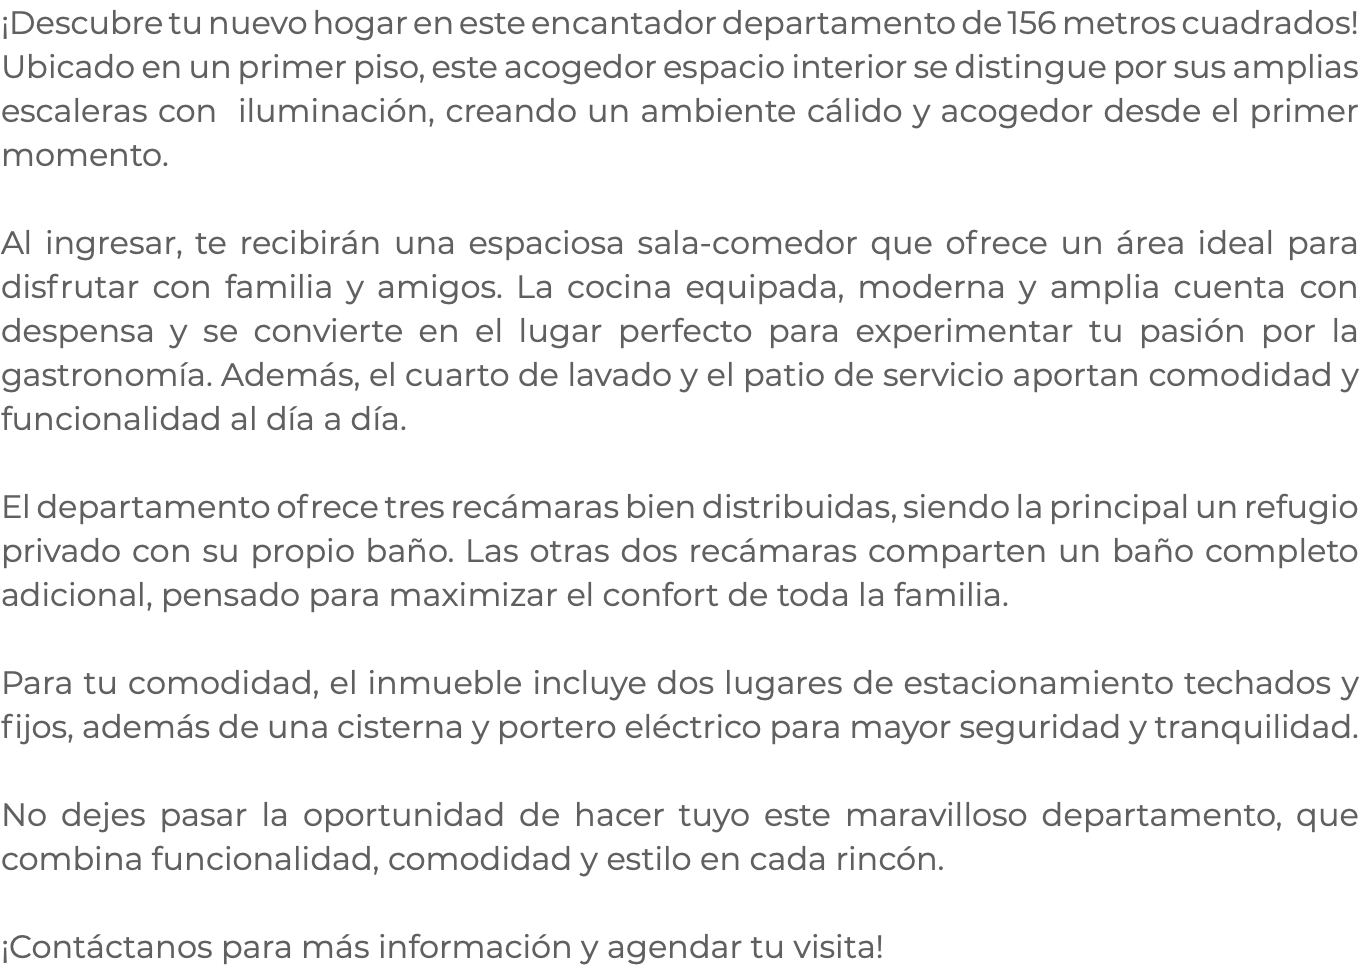 ¡Descubre tu nuevo hogar en este encantador departamento de 156 metros cuadrados!
Ubicado en un primer piso, este acogedor espacio interior se distingue por sus amplias
escaleras con  iluminación, creando un ambiente cálido y acogedor desde el primer
momento.

Al ingresar, te recibirán una espaciosa sala-comedor que ofrece un área ideal para
disfrutar con familia y amigos. La cocina equipada, moderna y amplia cuenta con
despensa y se convierte en el lugar perfecto para experimentar tu pasión por la
gastronomía. Además, el cuarto de lavado y el patio de servicio aportan comodidad y
funcionalidad al día a día.

El departamento ofrece tres recámaras bien distribuidas, siendo la principal un refugio
privado con su propio baño. Las otras dos recámaras comparten un baño completo
adicional, pensado para maximizar el confort de toda la familia.

Para tu comodidad, el inmueble incluye dos lugares de estacionamiento techados y
fijos, además de una cisterna y portero eléctrico para mayor seguridad y tranquilidad.

No dejes pasar la oportunidad de hacer tuyo este maravilloso departamento, que
combina funcionalidad, comodidad y estilo en cada rincón.

¡Contáctanos para más información y agendar tu visita!